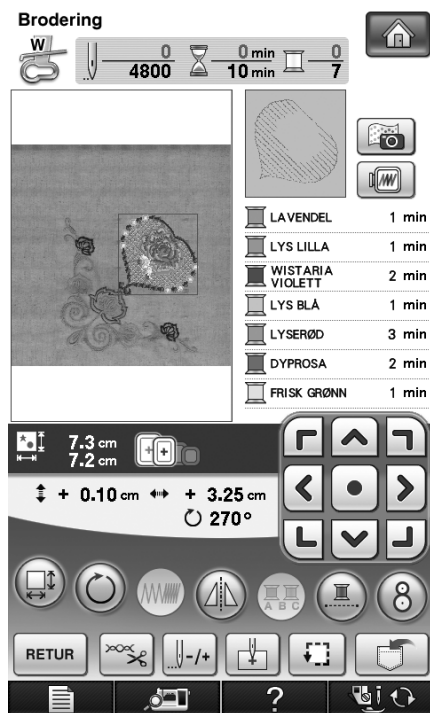 Brodering
W
0 0 min 0
4800 10 min 7
LAVENDEL 1 min
LYS LILLA 1 min
WISTARIA
VIOLETT 2 min
LYS BLÅ 1 min
LYSERØD 3 min
DYPROSA 2 min
FRISK GRØNN 1 min
7.3 cm
7.2 cm
+ 0.10 cm + 3.25 cm
270°
A B C
8
RETUR
-/+
?